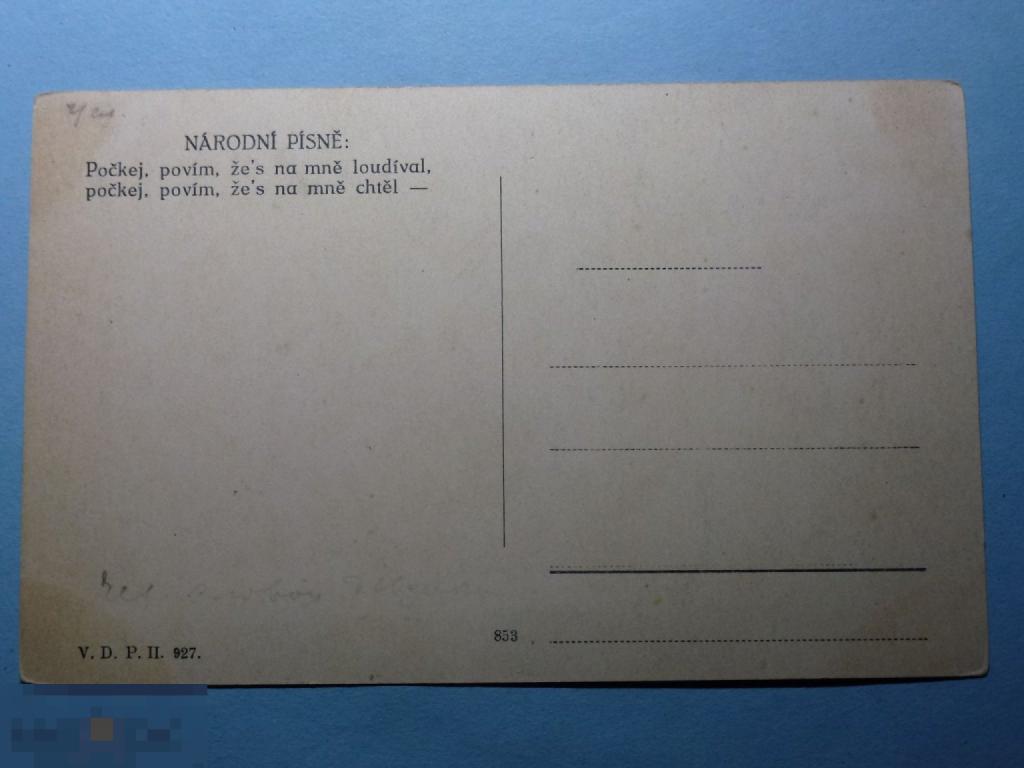 NÁRODNÍ PÍSNĚ:
Počkej, povím, že's na mně loudíval,
počkej, povím, že's na mně chtěl —
853
V. D. P. II. 927.